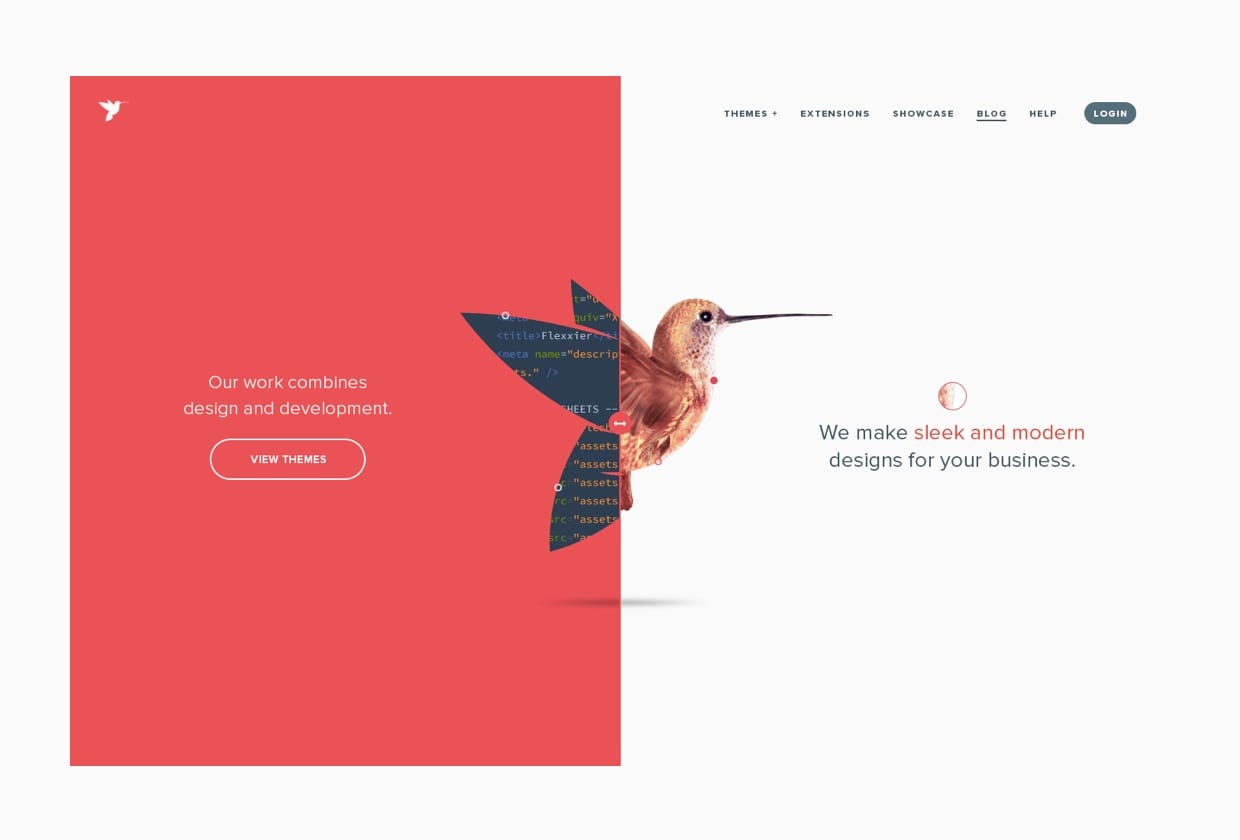 THEMES + EXTENSIONS SHOWCASE BLOG HELP LOGIN
Our work combines
design and development.
VIEW THEMES
quiv="X
<title>Flexxier</ti
<meta name="descrip
ts." />
SHEETS --
"assets
"assets
c="assets
rc="assets
src="assets
src="as
We make sleek and modern
designs for your business.